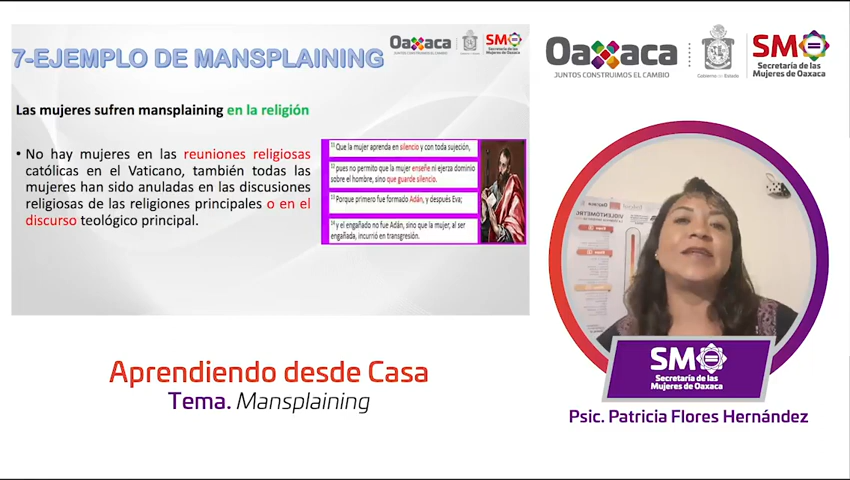 7-EJEMPLO DE MANSPLAINING
Oaxaca
JUNTOS CONSTRUIMOS EL CAMBIO
SM
Secretaría de las
Mujeres de Oaxaca
Las mujeres sufren mansplaining en la religión
• No hay mujeres en las reuniones religiosas
católicas en el Vaticano, también todas las
mujeres han sido anuladas en las discusiones
religiosas de las religiones principales o en el
discurso teológico principal.
11 Que la mujer aprenda en silencio y con toda sujeción,
12 pues no permito que la mujer enseñe ni ejerza dominio
sobre el hombre, sino que guarde silencio.
13 Porque primero fue formado Adán, y después Eva;
14 y el engañado no fue Adán, sino que la mujer, al ser
engañada, incurrió en transgresión.
Oaxaca
JUNTOS CONSTRUIMOS EL CAMBIO
Gobierno del Estado
SM
Secretaría de las
Mujeres de Oaxaca
VIOLENTÓMETRO
SM
Secretaría de las
Mujeres de Oaxaca
Psic. Patricia Flores Hernández
Aprendiendo desde Casa
Tema. Mansplaining